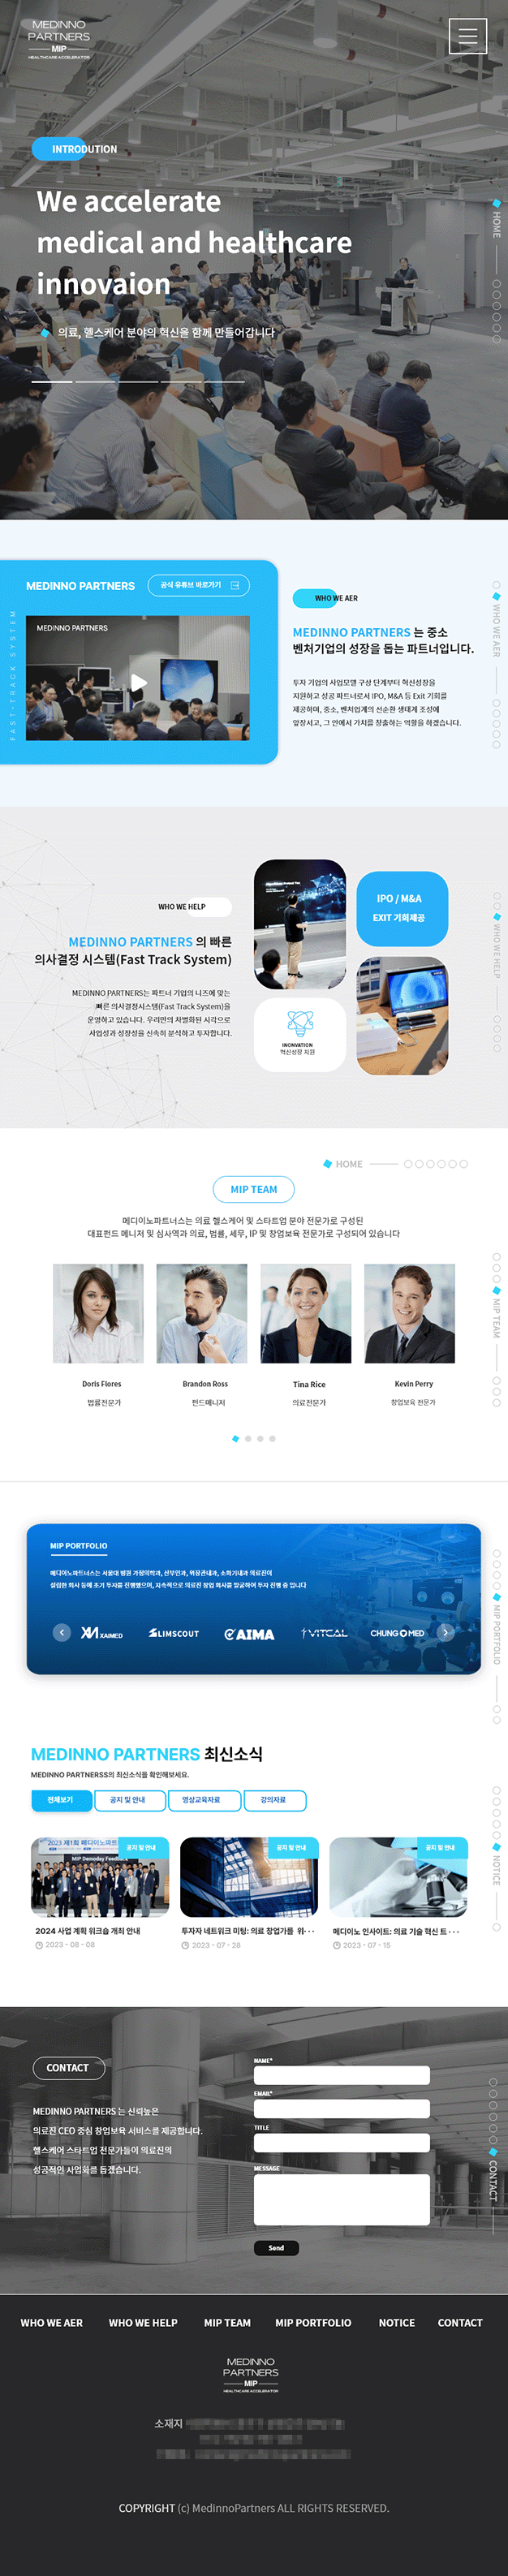 MEDINNO
PARTNERS
MIP
HEALTHCARE ACCELERATOR
INTRODUTION
We accelerate
medical and healthcare
innovaion
의료, 헬스케어 분야의 혁신을 함께 만들어갑니다
HOME
MEDINNO PARTNERS
공식 유튜브 바로가기
FAST-TRACK SYSTEM
MEDINNO PARTNERS
WHO WE AER
MEDINNO PARTNERS 는 중소
벤처기업의 성장을 돕는 파트너입니다.
투자 기업의 사업모델 구성 단계부터 혁신성장을
지원하고 성공 파트너로서 IPO, M&A 등 Exit 기회를
제공하며, 중소, 벤처업계의 선순환 생태계 조성에
앞장서고, 그 안에서 가치를 창출하는 역할을 하겠습니다.
WHO WE AER
WHO WE HELP
MEDINNO PARTNERS 의 빠른
의사결정 시스템(Fast Track System)
MEDINNO PARTNERS는 파트너 기업의 니즈에 맞는
빠른 의사결정시스템(Fast Track System)을
운영하고 있습니다. 우리만의 차별화된 시각으로
사업성과 성장성을 신속히 분석하고 투자합니다.
IPO / M&A
EXIT 기회제공
INONVATION
혁신성장 지원
WHO WE HELP
HOME
MIP TEAM
메디이노파트너스는 의료 헬스케어 및 스타트업 분야 전문가로 구성된
대표펀드 메니저 및 심사역과 의료, 법률, 세무, IP 및 창업보육 전문가로 구성되어 있습니다
Doris Flores
법률전문가
Brandon Ross
펀드메니저
Tina Rice
의료전문가
Kevin Perry
창업보육 전문가
MIP TEAM
MIP PORTFOLIO
메디이노파트너스는 서울대 병원 가정의학과, 산부인과, 위장관내과, 소화기내과 의료진이
설립한 회사 등에 초기 투자를 진행했으며, 지속적으로 의료진 창업 회사를 발굴하여 투자 진행 중 입니다
XAIMED
SLIMSCOUT
AIMA
VITCAL
CHUNG MED
MIP PORTFOLIO
MEDINNO PARTNERS 최신소식
MEDINNO PARTNERSS의 최신소식을 확인해보세요.
전체보기
공지 및 안내
영상교육자료
강의자료
2023 제1회 메디이노파트
MIP Demoday Feedback
공지 및 안내
2024 사업 계획 워크숍 개최 안내
2023 - 08 - 08
공지 및 안내
투자자 네트워크 미팅: 의료 창업가를 위···
2023 - 07 - 28
공지 및 안내
메디이노 인사이트: 의료 기술 혁신 트 ···
2023 - 07 - 15
NOTICE
CONTACT
MEDINNO PARTNERS 는 신뢰높은
의료진 CEO 중심 창업보육 서비스를 제공합니다.
헬스케어 스타트업 전문가들이 의료진의
성공적인 사업화를 돕겠습니다.
NAME*
EMAIL*
TITLE
MESSAGE
Send
CONTACT
WHO WE AER
WHO WE HELP
MIP TEAM
MIP PORTFOLIO
NOTICE
CONTACT
MEDINNO
PARTNERS
MIP
HEALTHCARE ACCELERATOR
소재지
COPYRIGHT (c) MedinnoPartners ALL RIGHTS RESERVED.